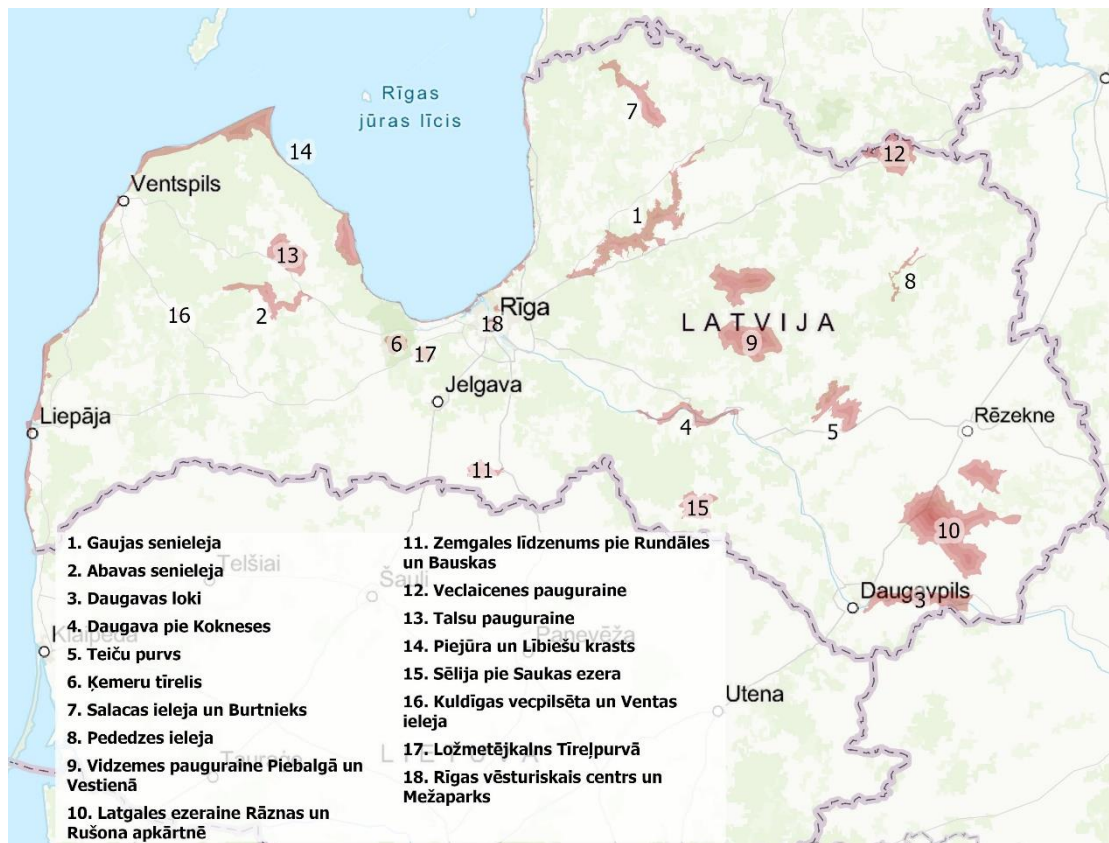 Rīgas
jūras līcis
7
12
14
Ventspils
1
13
8
2
16
Rīga
18
LATVIJA
9
6
17
Jelgava
4
5
Rēzekne
Liepāja
11
15
10
Daugavpils
3
Utena
Telšiai
Šauļi
Klaipēda
Panevēža
Taurage
LIETUVA
1. Gaujas senieleja
2. Abavas senieleja
3. Daugavas loki
4. Daugava pie Kokneses
5. Teiču purvs
6. Ķemeru tīrelis
7. Salacas ieleja un Burtnieks
8. Pededzes ieleja
9. Vidzemes pauguraine Piebalgā un
Vestienā
10. Latgales ezeraine Rāznas un
Rušona apkārtnē
11. Zemgales līdzenums pie Rundāles
un Bauskas
12. Veclaicenes pauguraine
13. Talsu pauguraine
14. Piejūra un Lībiešu krasts
15. Sēlija pie Saukas ezera
16. Kuldīgas vecpilsēta un Ventas
ieleja
17. Ložmetējkalns Tīreļpurvā
18. Rīgas vēsturiskais centrs un
Mežaparks